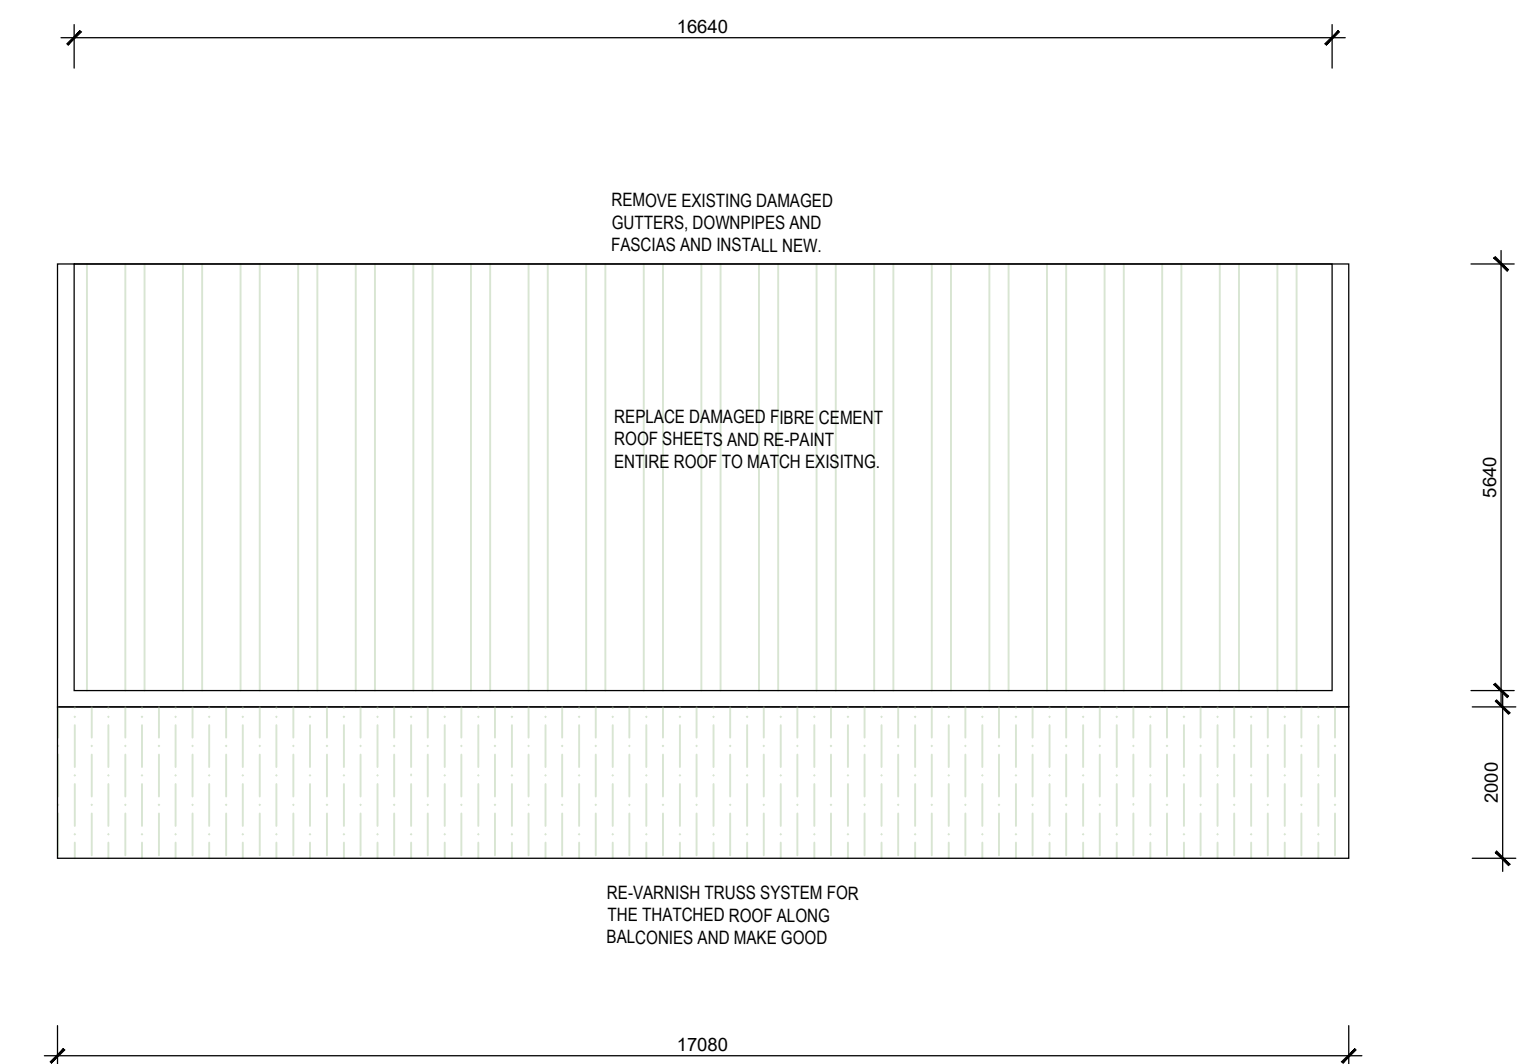 16640
REMOVE EXISTING DAMAGED
GUTTERS, DOWNPIPES AND
FASCIAS AND INSTALL NEW.
REPLACE DAMAGED FIBRE CEMENT
ROOF SHEETS AND RE-PAINT
ENTIRE ROOF TO MATCH EXISITNG.
5640
2000
RE-VARNISH TRUSS SYSTEM FOR
THE THATCHED ROOF ALONG
BALCONIES AND MAKE GOOD
17080